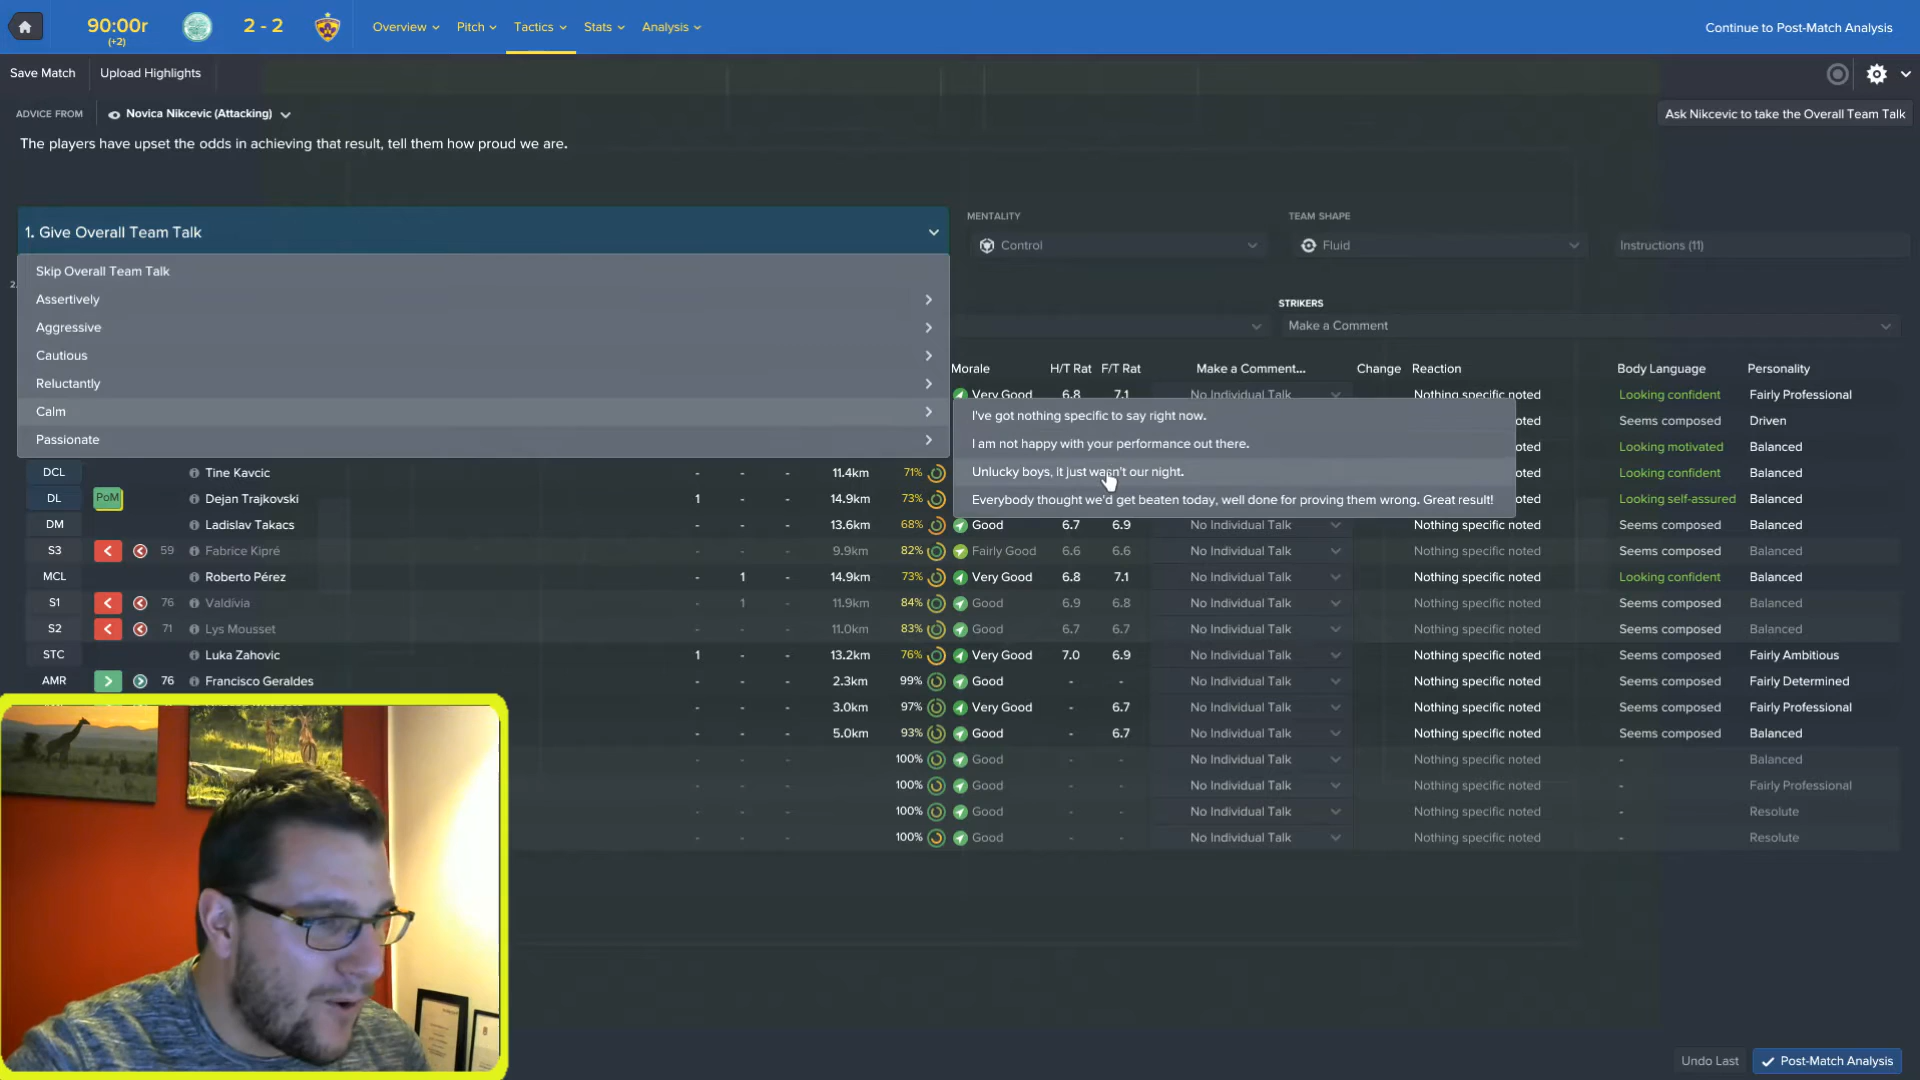 90:00r
(+2)
2 - 2
Overview
Pitch
Tactics
Stats
Analysis
Continue to Post-Match Analysis
Save Match
Upload Highlights
ADVICE FROM
Novica Nikcevic (Attacking)
Ask Nikcevic to take the Overall Team Talk
The players have upset the odds in achieving that result, tell them how proud we are.
1. Give Overall Team Talk
MENTALITY
Control
TEAM SHAPE
Fluid
Instructions (11)
Skip Overall Team Talk
Assertively
Aggressive
Cautious
Reluctantly
Calm
Passionate
2.
STRIKERS
Make a Comment
Morale H/T Rat F/T Rat Make a Comment... Change Reaction Body Language Personality
Very Good 6.8 7.1 No Individual Talk Nothing specific noted Looking confident Fairly Professional
I've got nothing specific to say right now.
I am not happy with your performance out there.
Unlucky boys, it just wasn't our night.
Everybody thought we'd get beaten today, well done for proving them wrong. Great result!
noted Seems composed Driven
noted Looking motivated Balanced
DCL Tine Kavcic - - - 11.4km 71% noted Looking confident Balanced
DL PoM Dejan Trajkovski 1 - - 14.9km 73% noted Looking self-assured Balanced
DM Ladislav Takacs - - - 13.6km 68% Good 6.7 6.9 No Individual Talk Nothing specific noted Seems composed Balanced
S3 59 Fabrice Kipré - - - 9.9km 82% Fairly Good 6.6 6.6 No Individual Talk Nothing specific noted Seems composed Balanced
MCL Roberto Pérez - 1 - 14.9km 73% Very Good 6.8 7.1 No Individual Talk Nothing specific noted Looking confident Balanced
S1 76 Valdivia - 1 - 11.9km 84% Good 6.9 6.8 No Individual Talk Nothing specific noted Seems composed Balanced
S2 71 Lys Mousset - - - 11.0km 83% Good 6.7 6.7 No Individual Talk Nothing specific noted Seems composed Balanced
STC Luka Zahovic 1 - - 13.2km 76% Very Good 7.0 6.9 No Individual Talk Nothing specific noted Seems composed Fairly Ambitious
AMR 76 Francisco Geraldes - - - 2.3km 99% Good - - No Individual Talk Nothing specific noted Seems composed Fairly Determined
- - - 3.0km 97% Very Good - 6.7 No Individual Talk Nothing specific noted Seems composed Fairly Professional
- - - 5.0km 93% Good - 6.7 No Individual Talk Nothing specific noted Seems composed Balanced
- - - 100% Good - - No Individual Talk Nothing specific noted - Balanced
- - - 100% Good - - No Individual Talk Nothing specific noted - Fairly Professional
- - - 100% Good - - No Individual Talk Nothing specific noted - Resolute
- - - 100% Good - - No Individual Talk Nothing specific noted - Resolute
Undo Last
Post-Match Analysis